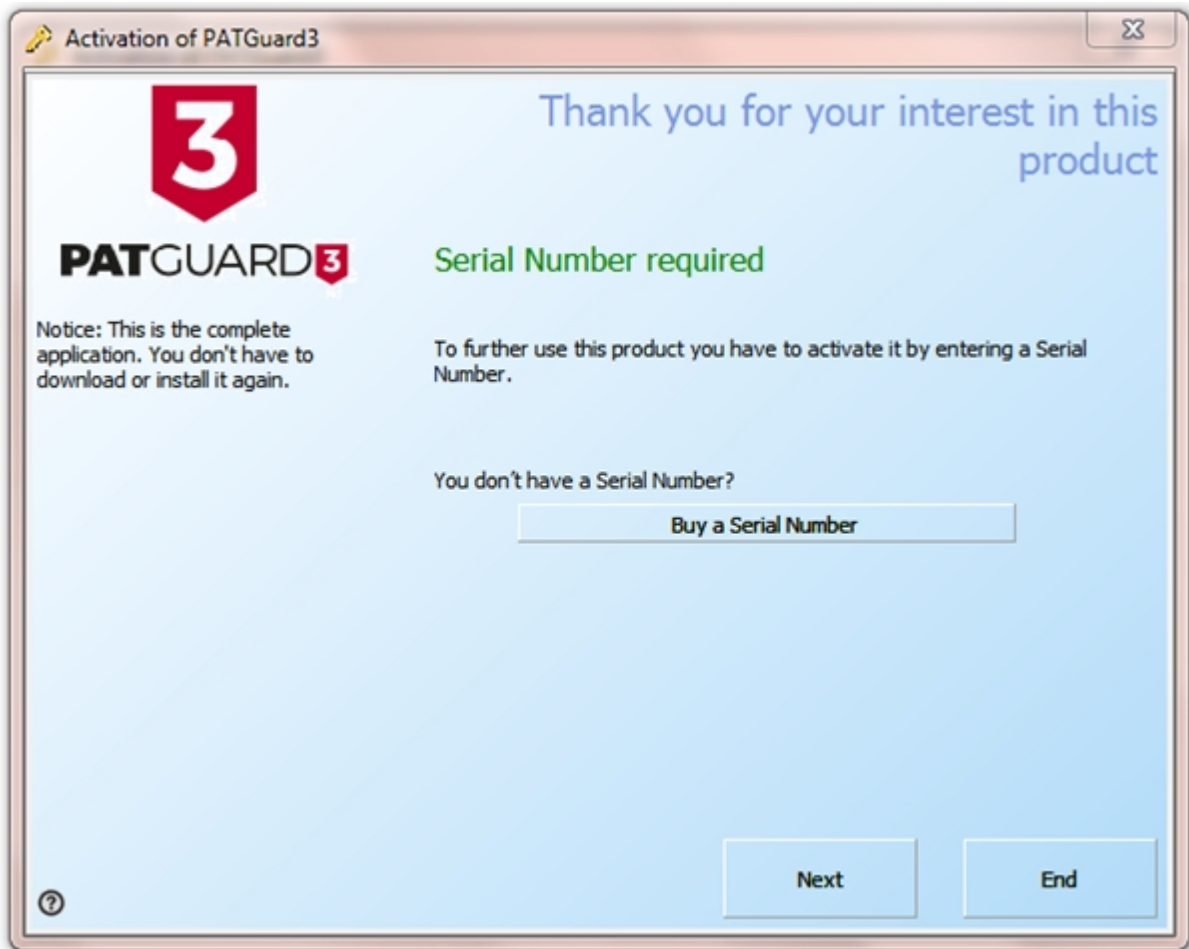 Activation of PATGuard3
3
PATGUARD3
Notice: This is the complete
application. You don't have to
download or install it again.
Thank you for your interest in this
product
Serial Number required
To further use this product you have to activate it by entering a Serial
Number.
You don't have a Serial Number?
Buy a Serial Number
Next
End
?